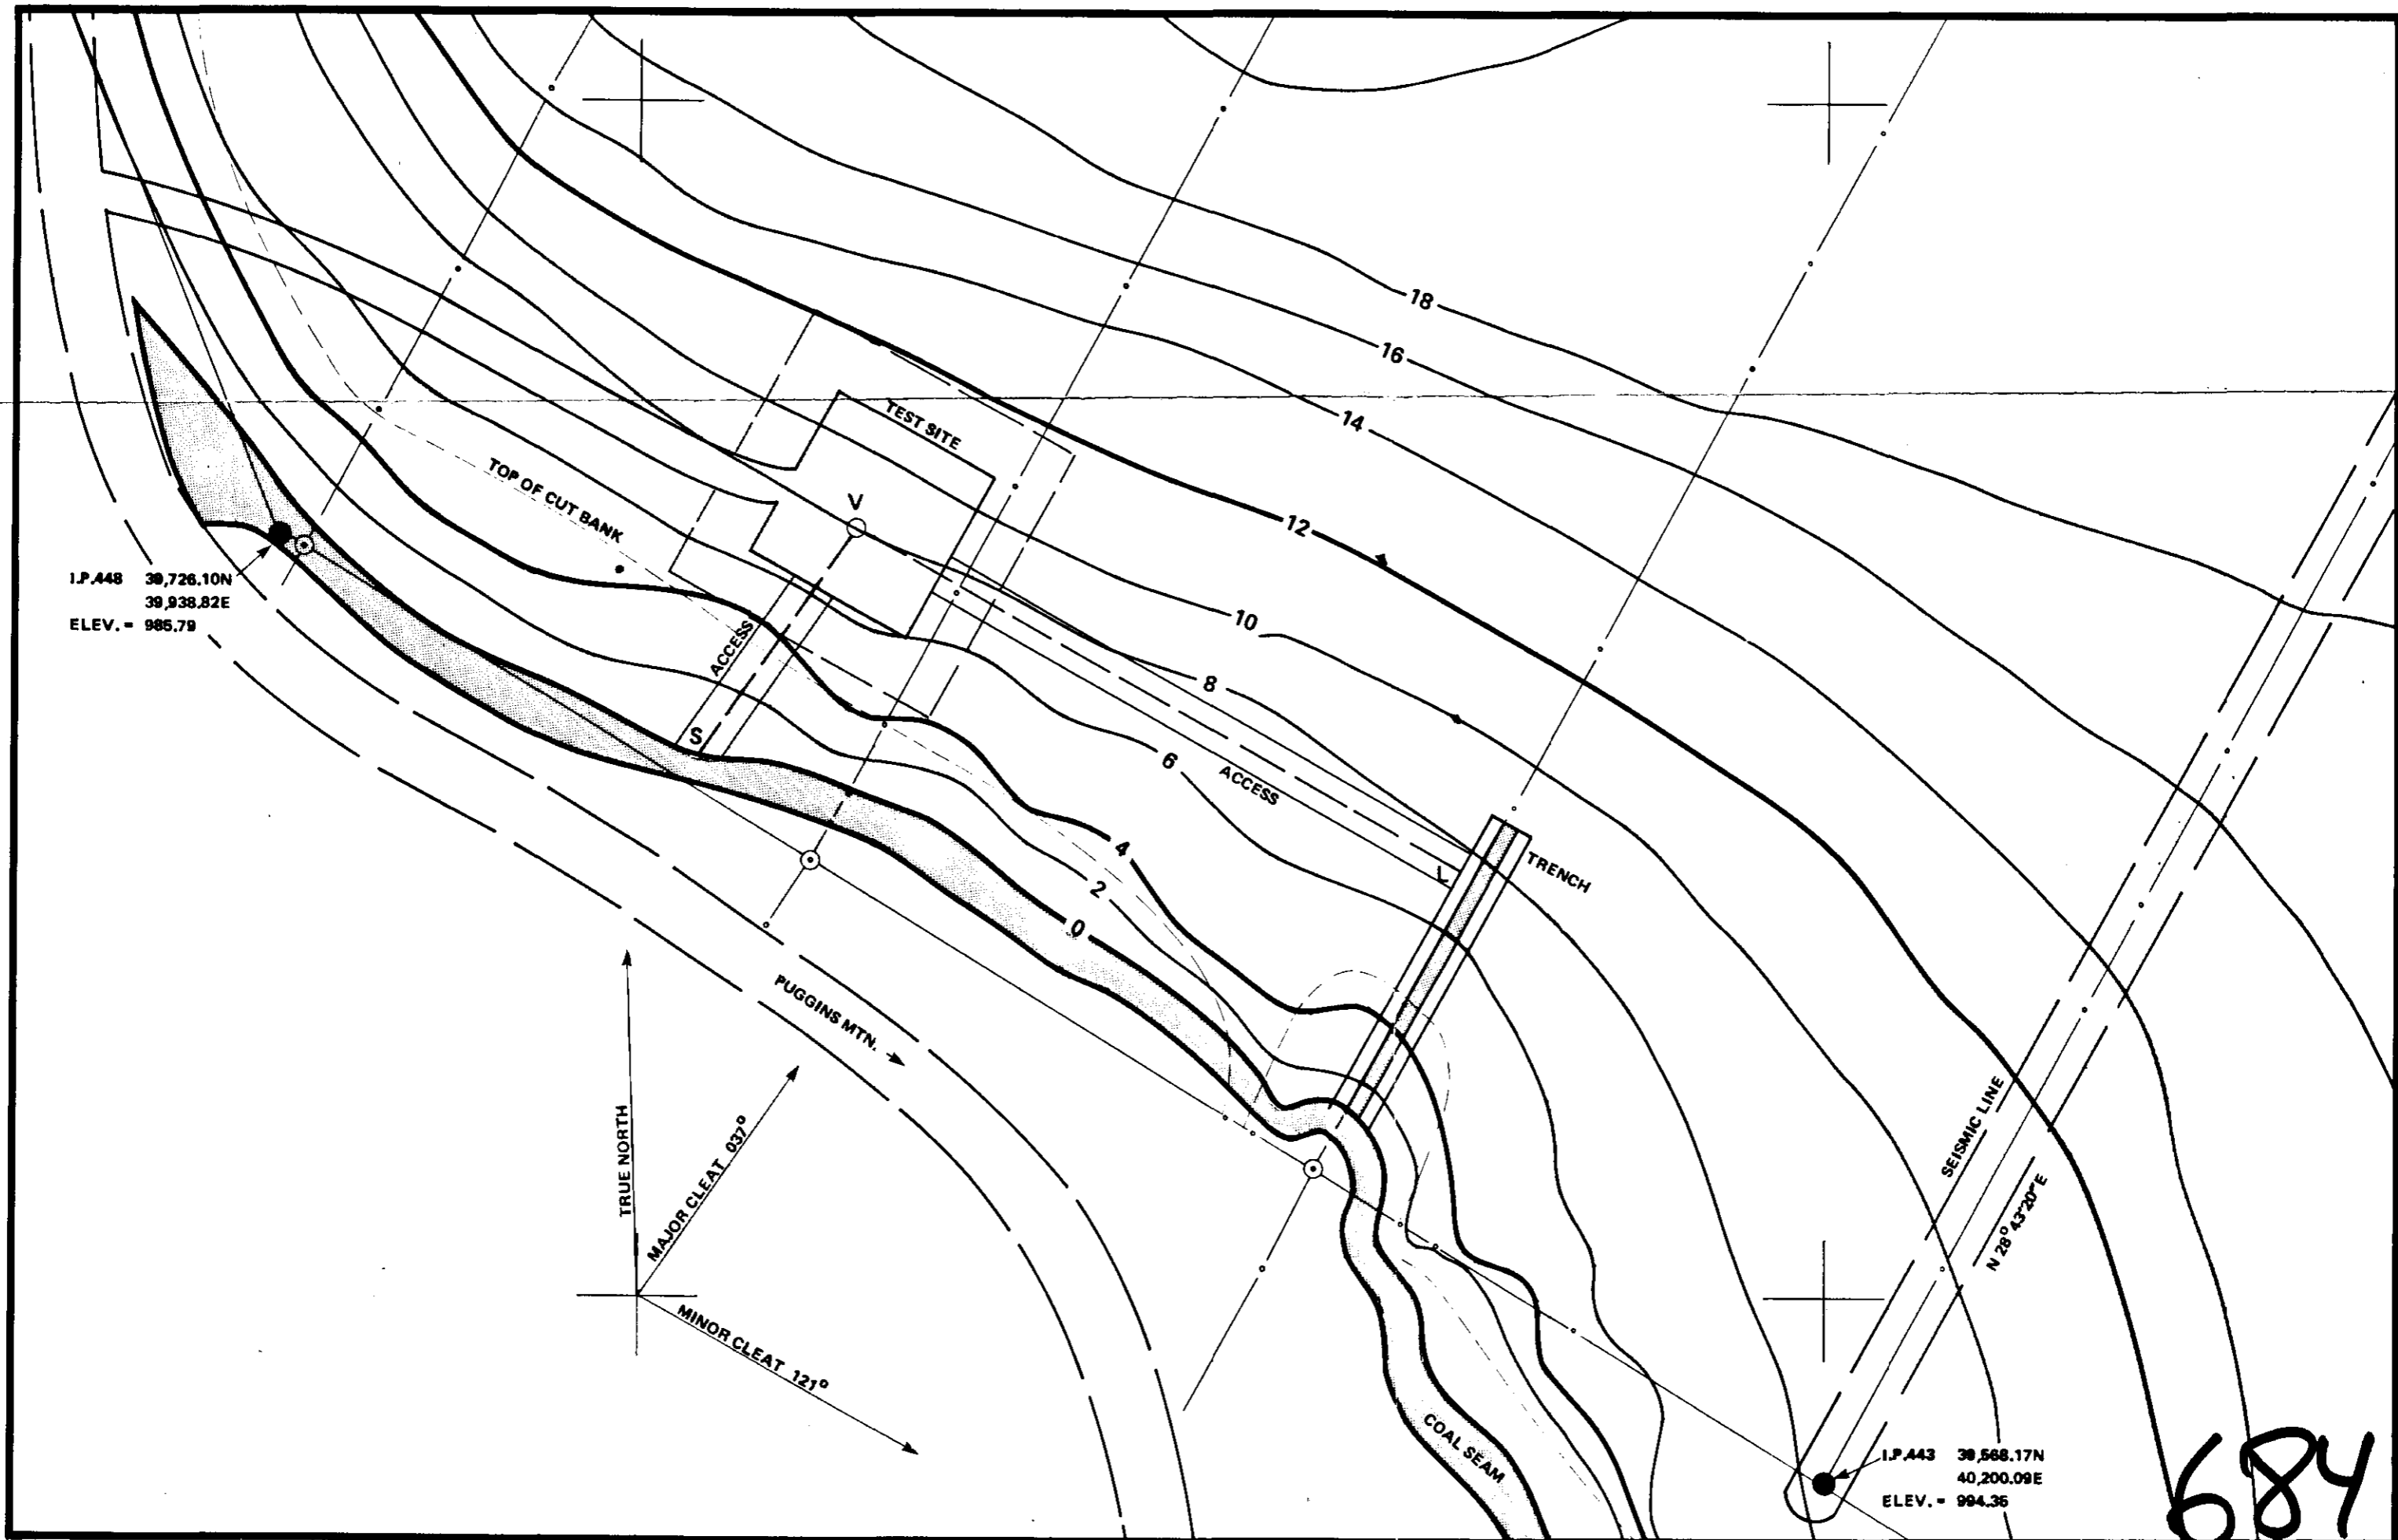 18
16
14
TEST SITE
V
TOP OF CUT BANK
12
I.P.448 39,726.10N
39,938.82E
ELEV. = 985.79
10
ACCESS
8
S
6
ACCESS
4
TRENCH
2
0
PUGGINS MTN.
TRUE NORTH
MAJOR CLEAT 037°
SEISMIC LINE
N 28° 43' 20" E
MINOR CLEAT 121°
COAL SEAM
I.P.443 39,568.17N
40,200.09E
ELEV. = 994.35
684